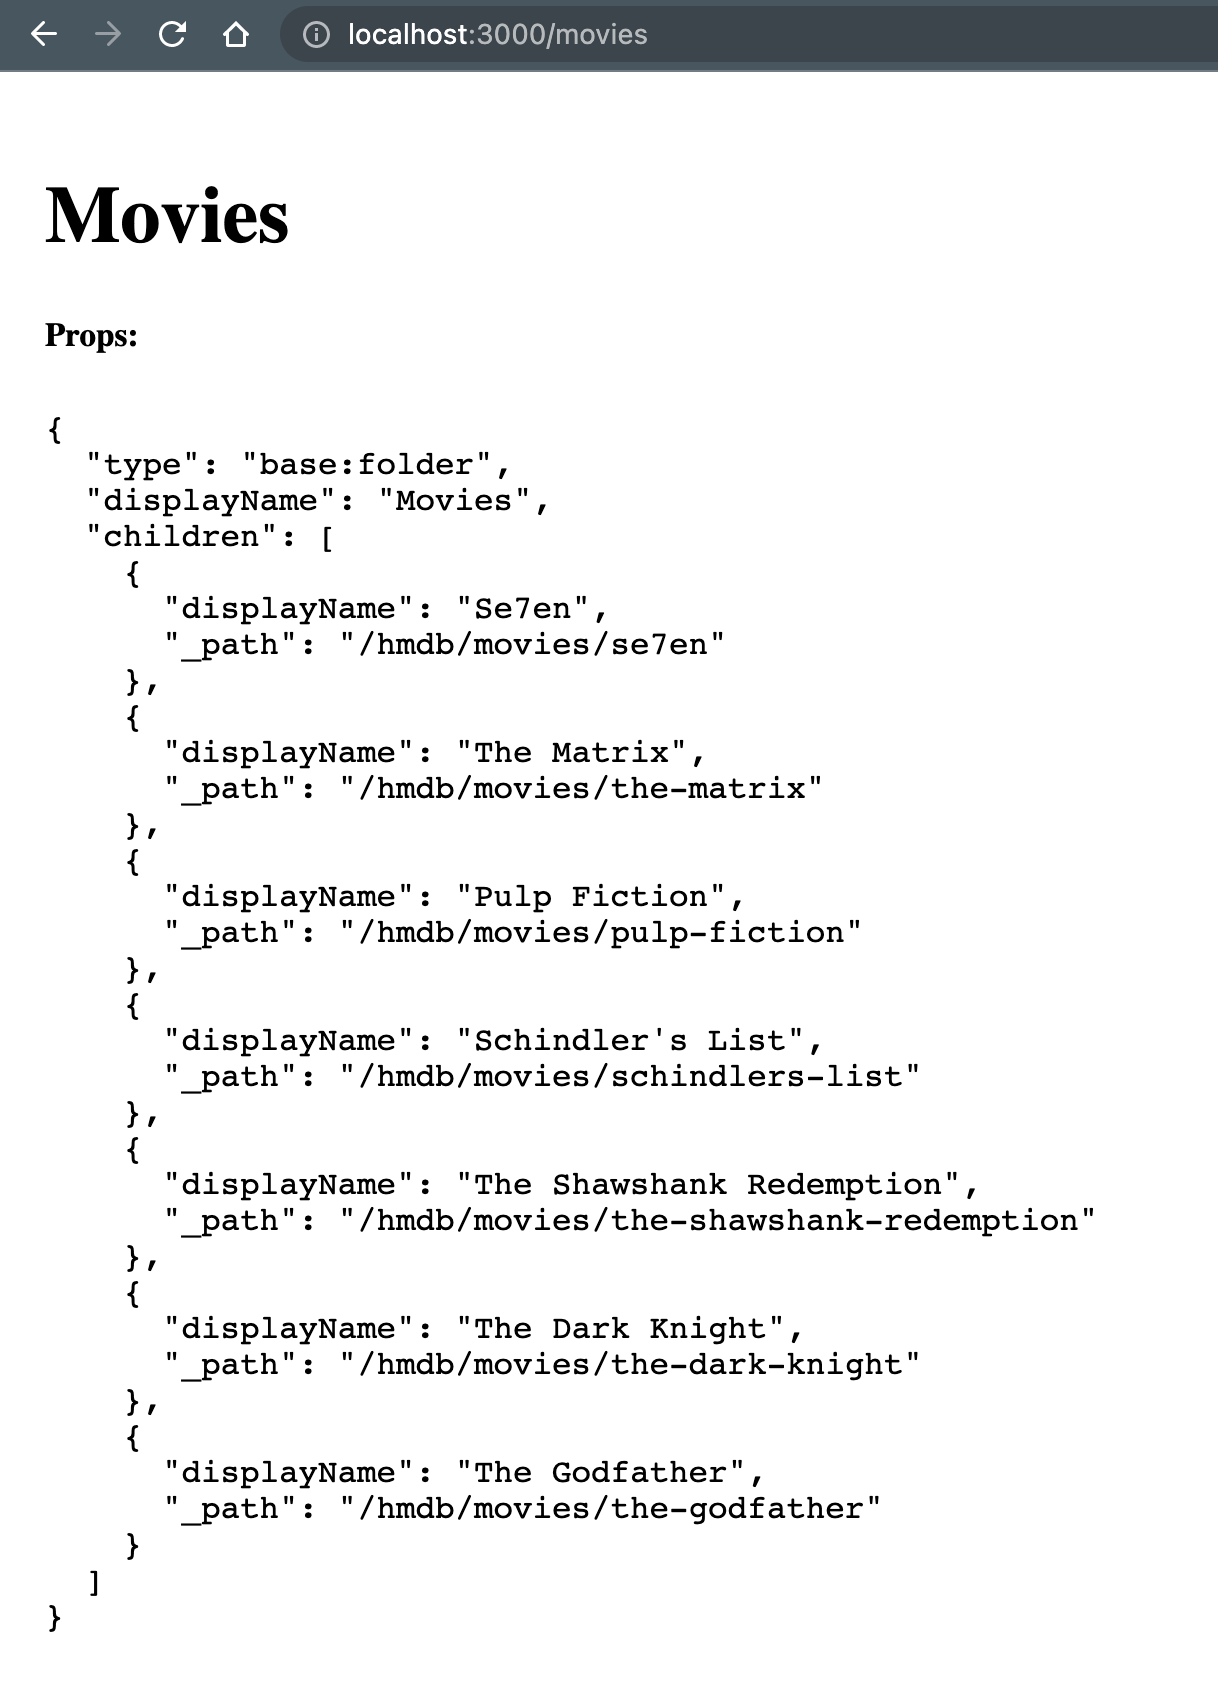 localhost:3000/movies
Movies
Props:
{
  "type": "base:folder",
  "displayName": "Movies",
  "children": [
    {
      "displayName": "Se7en",
      "_path": "/hmdb/movies/se7en"
    },
    {
      "displayName": "The Matrix",
      "_path": "/hmdb/movies/the-matrix"
    },
    {
      "displayName": "Pulp Fiction",
      "_path": "/hmdb/movies/pulp-fiction"
    },
    {
      "displayName": "Schindler's List",
      "_path": "/hmdb/movies/schindlers-list"
    },
    {
      "displayName": "The Shawshank Redemption",
      "_path": "/hmdb/movies/the-shawshank-redemption"
    },
    {
      "displayName": "The Dark Knight",
      "_path": "/hmdb/movies/the-dark-knight"
    },
    {
      "displayName": "The Godfather",
      "_path": "/hmdb/movies/the-godfather"
    }
  ]
}